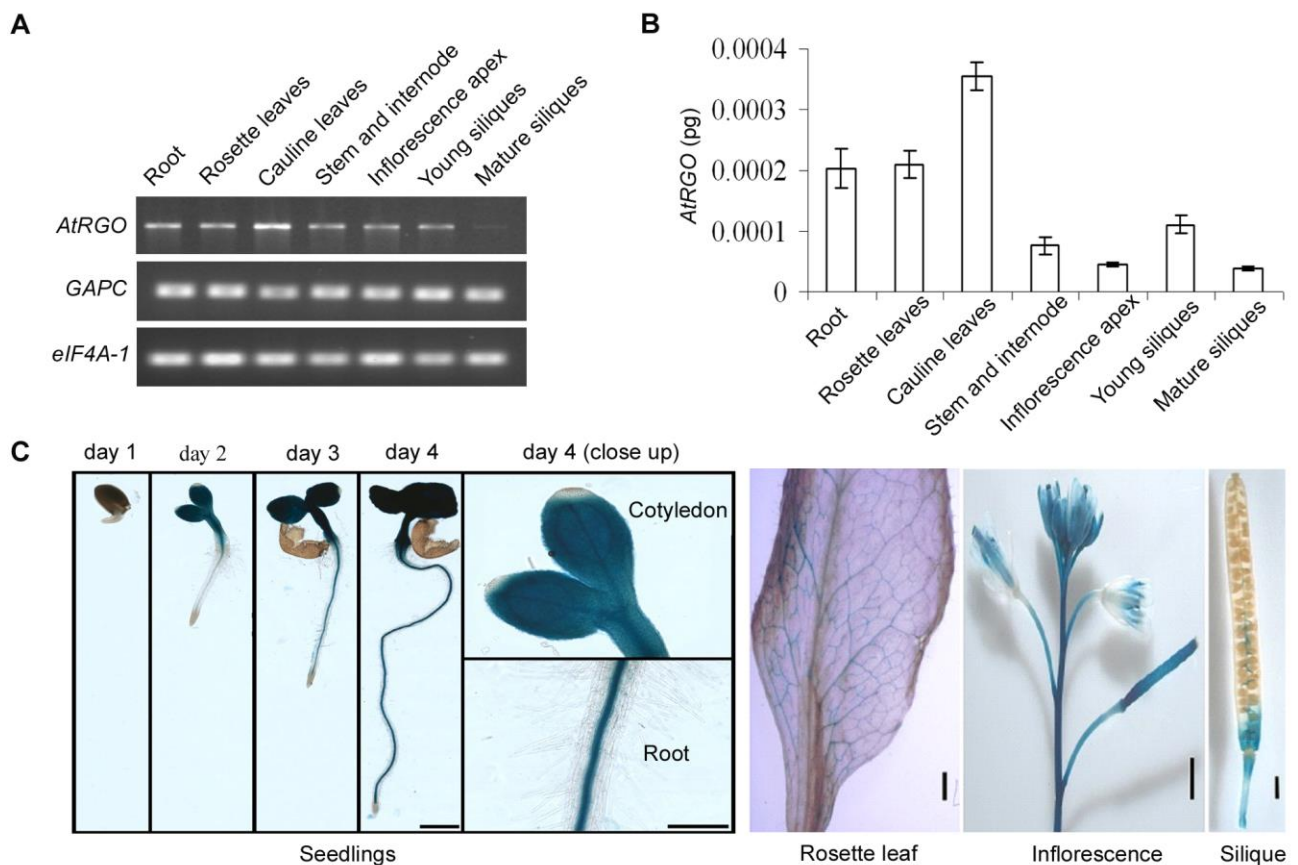 A
Root
Rosette leaves
Cauline leaves
Stem and internode
Inflorescence apex
Young siliques
Mature siliques
AtRGO
GAPC
eIF4A-1
B
AtRGO (pg)
0.0004
0.0003
0.0002
0.0001
0
Root
Rosette leaves
Cauline leaves
Stem and internode
Inflorescence apex
Young siliques
Mature siliques
C
day 1
day 2
day 3
day 4
day 4 (close up)
Cotyledon
Root
Seedlings
Rosette leaf
Inflorescence
Silique